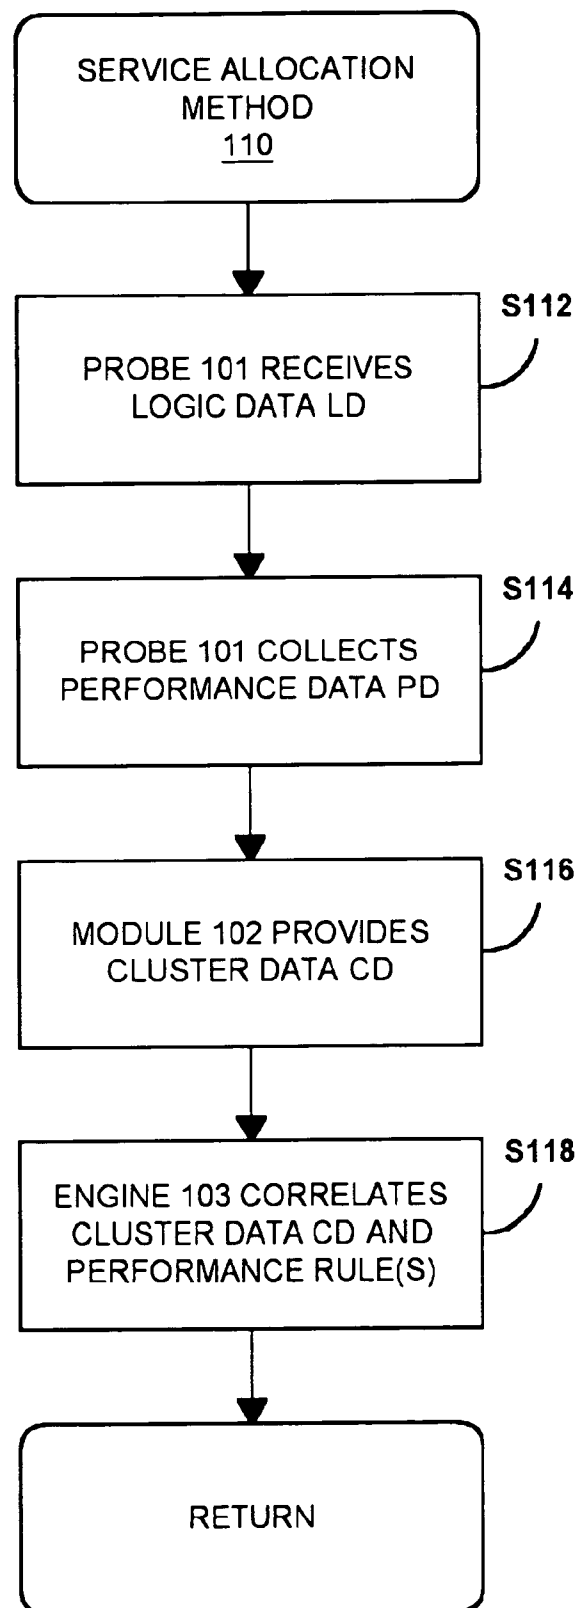 SERVICE ALLOCATION
METHOD
110
S112
PROBE 101 RECEIVES
LOGIC DATA LD
S114
PROBE 101 COLLECTS
PERFORMANCE DATA PD
S116
MODULE 102 PROVIDES
CLUSTER DATA CD
S118
ENGINE 103 CORRELATES
CLUSTER DATA CD AND
PERFORMANCE RULE(S)
RETURN